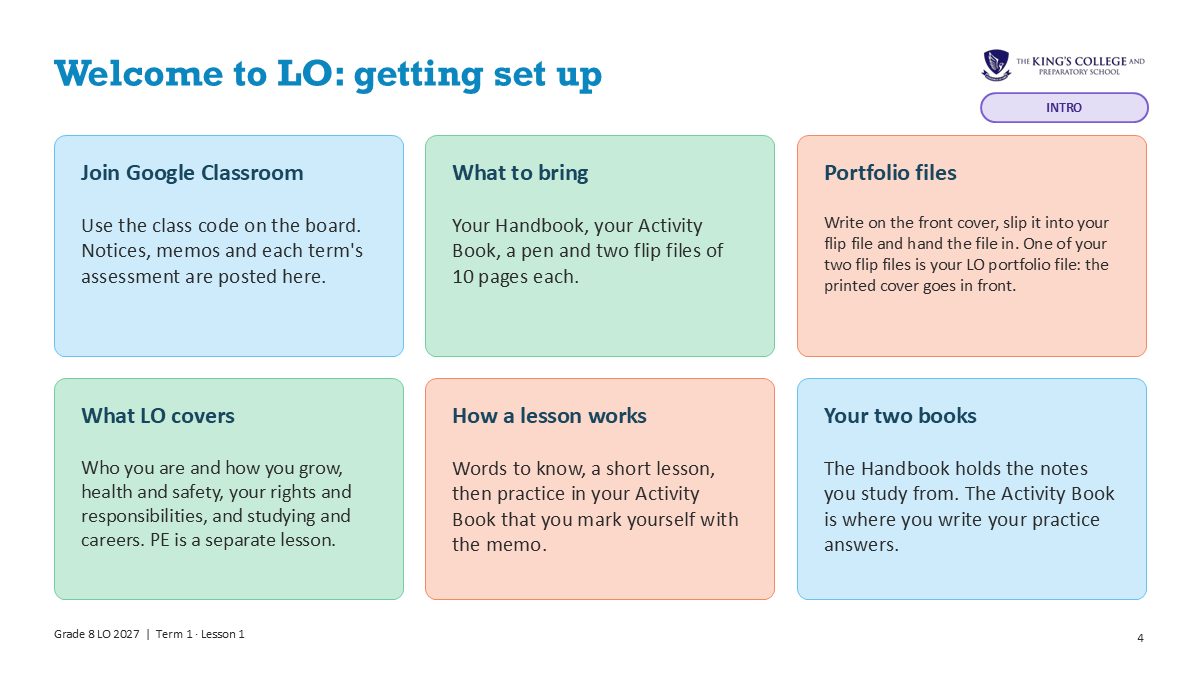 Welcome to LO: getting set up
THE KING'S COLLEGE AND
PREPARATORY SCHOOL
INTRO
Join Google Classroom
Use the class code on the board.
Notices, memos and each term's
assessment are posted here.
What to bring
Your Handbook, your Activity
Book, a pen and two flip files of
10 pages each.
Portfolio files
Write on the front cover, slip it into your
flip file and hand the file in. One of your
two flip files is your LO portfolio file: the
printed cover goes in front.
What LO covers
Who you are and how you grow,
health and safety, your rights and
responsibilities, and studying and
careers. PE is a separate lesson.
How a lesson works
Words to know, a short lesson,
then practice in your Activity
Book that you mark yourself with
the memo.
Your two books
The Handbook holds the notes
you study from. The Activity Book
is where you write your practice
answers.
Grade 8 LO 2027 | Term 1 · Lesson 1
4